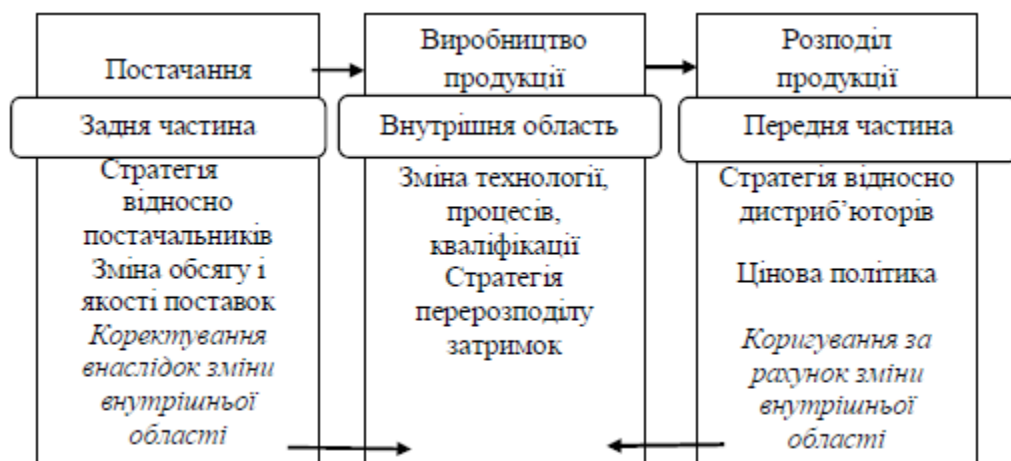 Постачання
Задня частина
Стратегія
відносно
постачальників
Зміна обсягу і
якості поставок
Коректування
внаслідок зміни
внутрішньої
області
Виробництво
продукції
Внутрішня область
Зміна технології,
процесів,
кваліфікації
Стратегія
перерозподілу
затримок
Розподіл
продукції
Передня частина
Стратегія відносно
дистриб’юторів
Цінова політика
Коригування за
рахунок зміни
внутрішньої
області